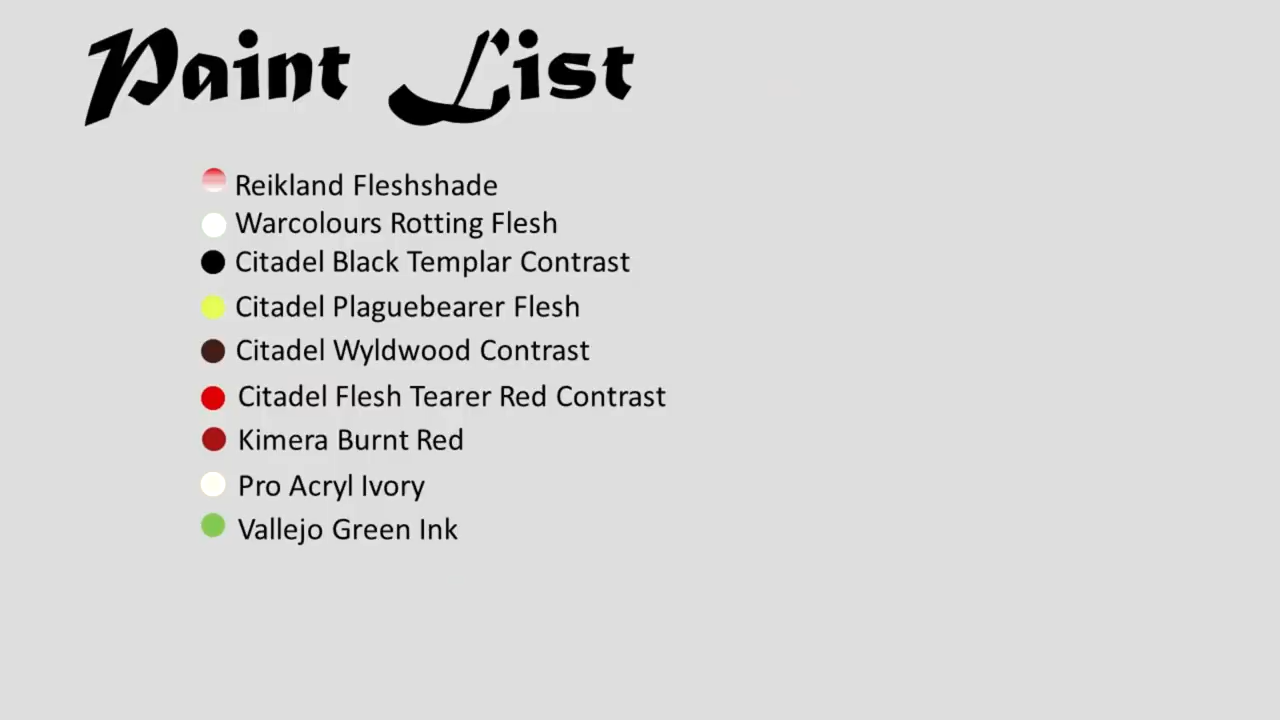 Paint List
Reikland Fleshshade
Warcolours Rotting Flesh
Citadel Black Templar Contrast
Citadel Plaguebearer Flesh
Citadel Wyldwood Contrast
Citadel Flesh Tearer Red Contrast
Kimera Burnt Red
Pro Acryl Ivory
Vallejo Green Ink